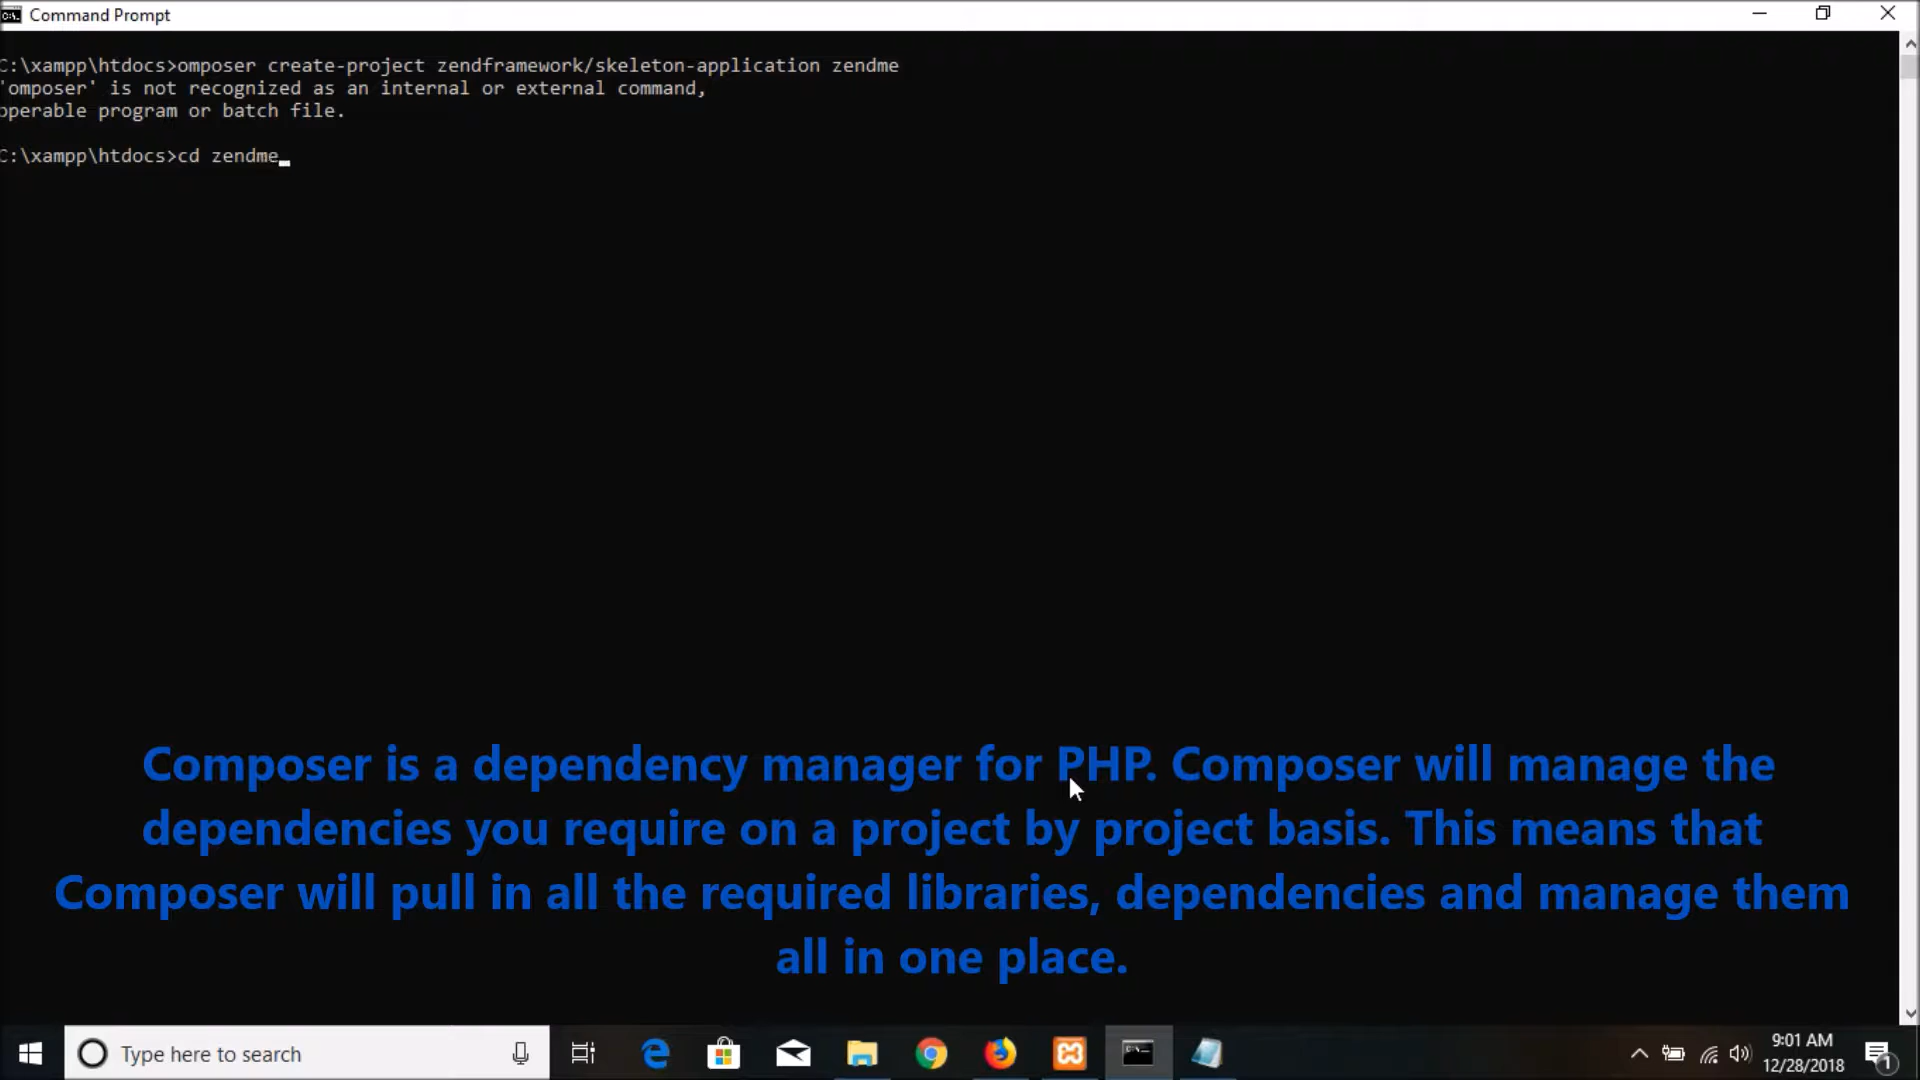 Command Prompt
C:\xampp\htdocs>omposer create-project zendframework/skeleton-application zendme
'omposer' is not recognized as an internal or external command,
operable program or batch file.
C:\xampp\htdocs>cd zendme
Composer is a dependency manager for PHP. Composer will manage the
dependencies you require on a project by project basis. This means that
Composer will pull in all the required libraries, dependencies and manage them
all in one place.
Type here to search
9:01 AM
12/28/2018
1